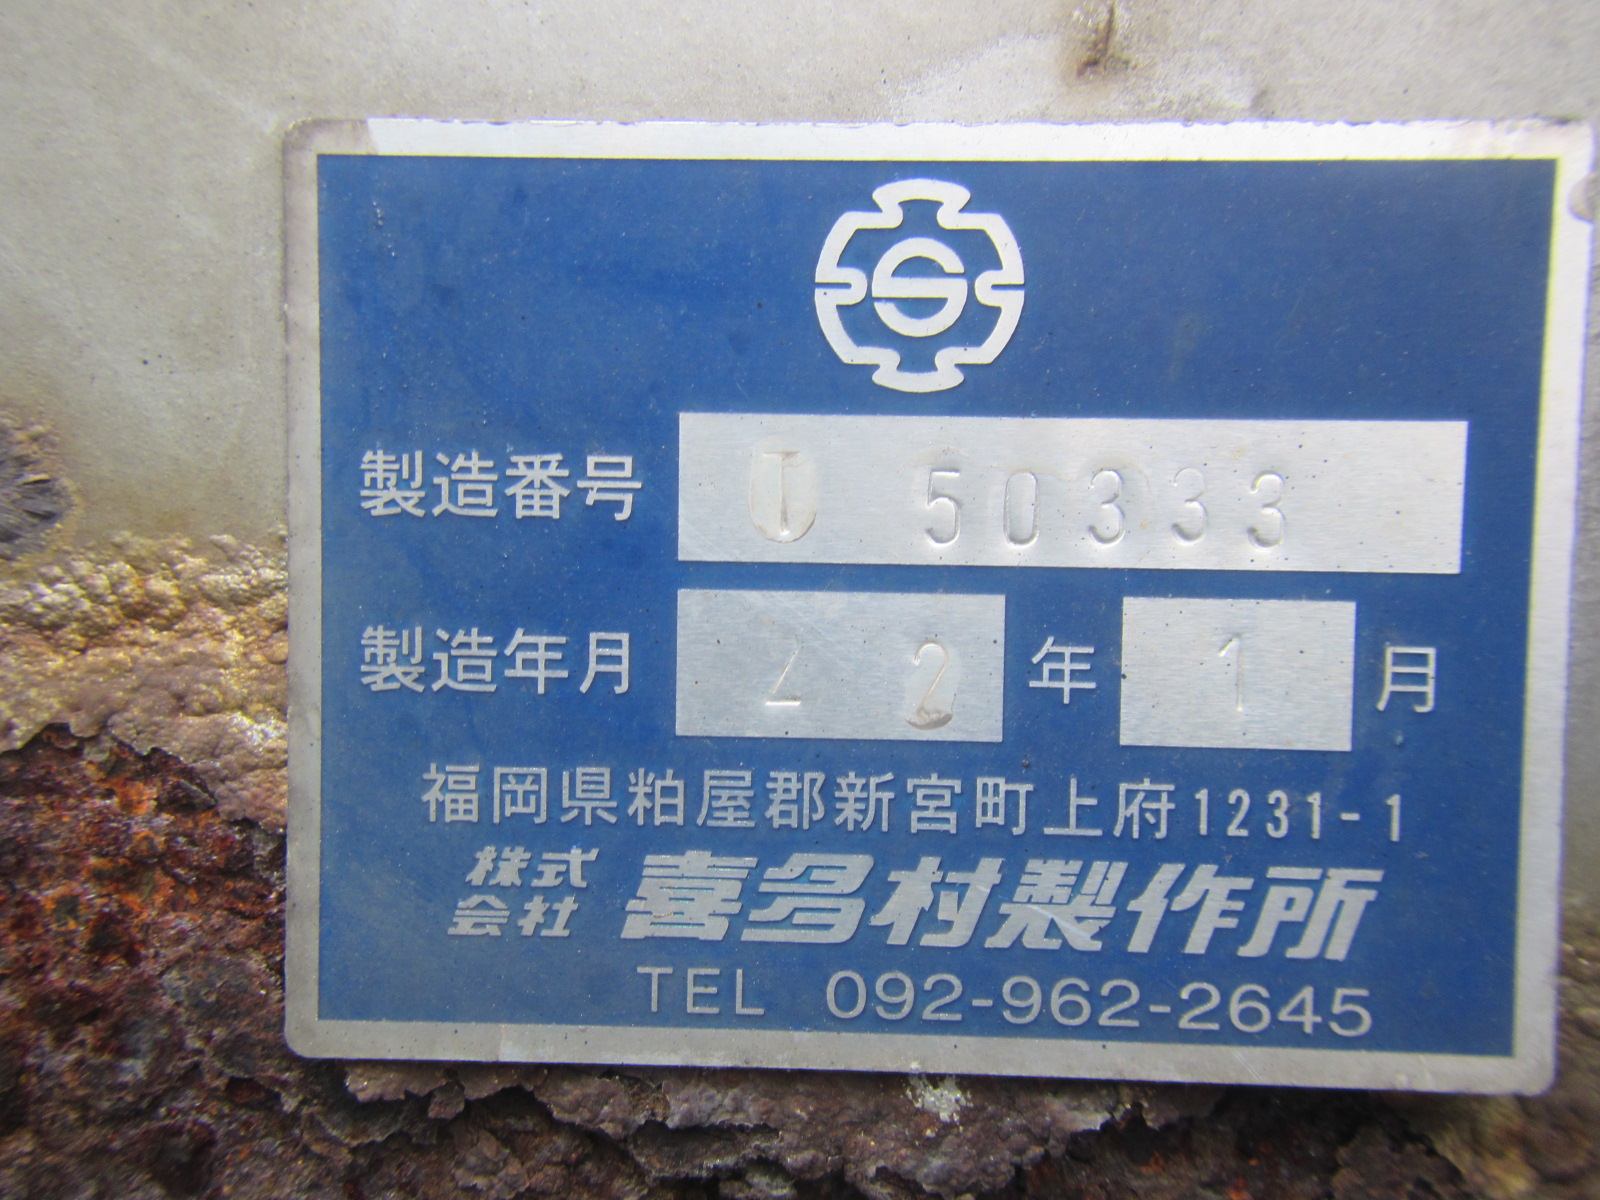 S
製造番号 T 50333
製造年月 22年1月
福岡県粕屋郡新宮町上府1231-1
株式会社 喜多村製作所
TEL 092-962-2645